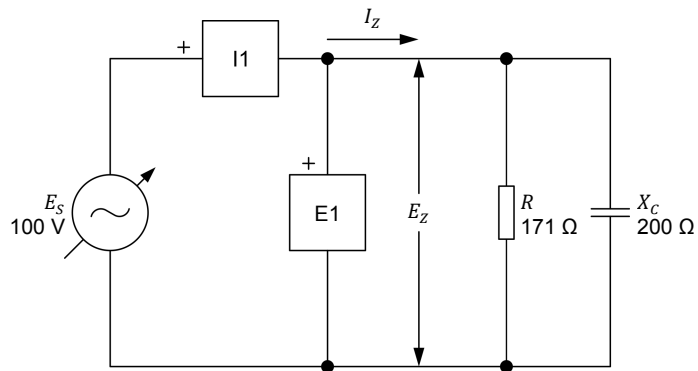 I_Z
+
I1
+
E_S
100 V
E1
E_Z
R
171 Ω
X_C
200 Ω